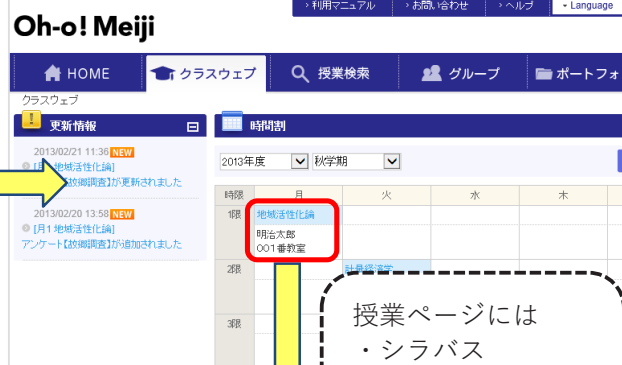 › 利用マニュアル › お問い合わせ › ヘルプ Language
Oh-o! Meiji
HOME クラスウェブ 授業検索 グループ ポートフォ
クラスウェブ
更新情報
時間割
2013/02/21 11:36 NEW
[月1 地域活性化論]
【故郷調査】が更新されました
2013/02/20 13:58 NEW
[月1 地域活性化論]
アンケート【故郷調査】が追加されました
2013年度 秋学期
時限 月 火 水 木
1限 地域活性化論
明治太郎
001番教室
2限 計量経済学
3限
授業ページには
・シラバス